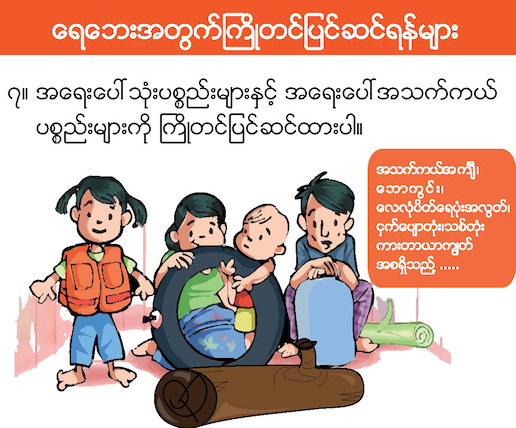 ရေဘေးအတွက်ကြိုတင်ပြင်ဆင်ရန်များ
၇။ အရေးပေါ်သုံးပစ္စည်းများနှင့် အရေးပေါ်အသက်ကယ်
ပစ္စည်းများကို ကြိုတင်ပြင်ဆင်ထားပါ။
အသက်ကယ်အကျႌ၊
ဘောကွင်း၊
လေလုံပိတ်ရေပုံးအလွတ်၊
ငှက်ပျောတုံး၊သစ်တုံး
ကားတာယာကျွတ်
အစရှိသည် .....